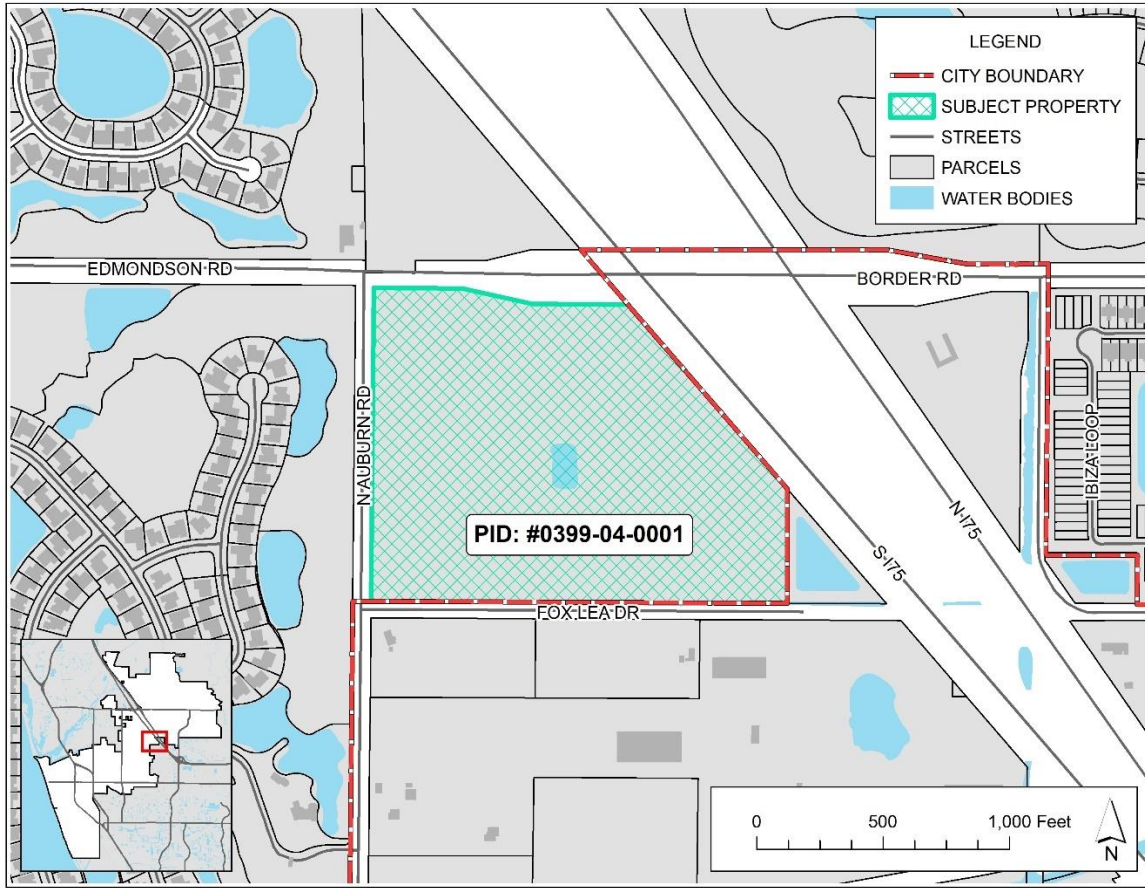 LEGEND
CITY BOUNDARY
SUBJECT PROPERTY
STREETS
PARCELS
WATER BODIES
EDMONDSON RD
BORDER RD
N AUBURN RD
IBIZA LOOP
N-I75
S-I75
PID: #0399-04-0001
FOX LEA DR
0 500 1,000 Feet
N